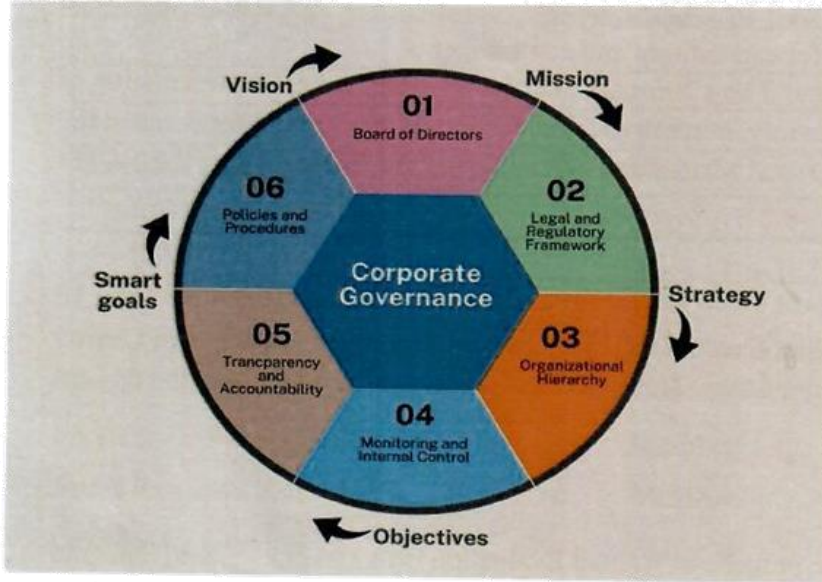 Vision
Mission
01
Board of Directors
02
Legal and
Regulatory
Framework
Strategy
03
Organizational
Hierarchy
04
Monitoring and
Internal Control
Objectives
05
Trancparency
and
Accountability
Smart
goals
06
Policies and
Procedures
Corporate
Governance